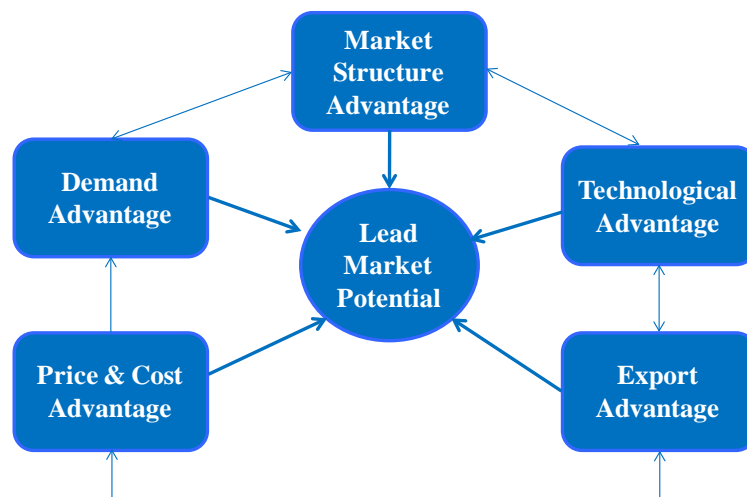 Market
Structure
Advantage
Demand
Advantage
Technological
Advantage
Lead
Market
Potential
Price & Cost
Advantage
Export
Advantage